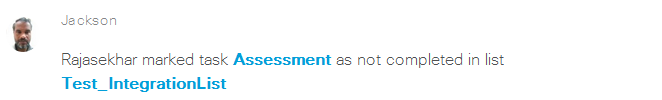 Jackson
Rajasekhar marked task Assessment as not completed in list
Test_IntegrationList